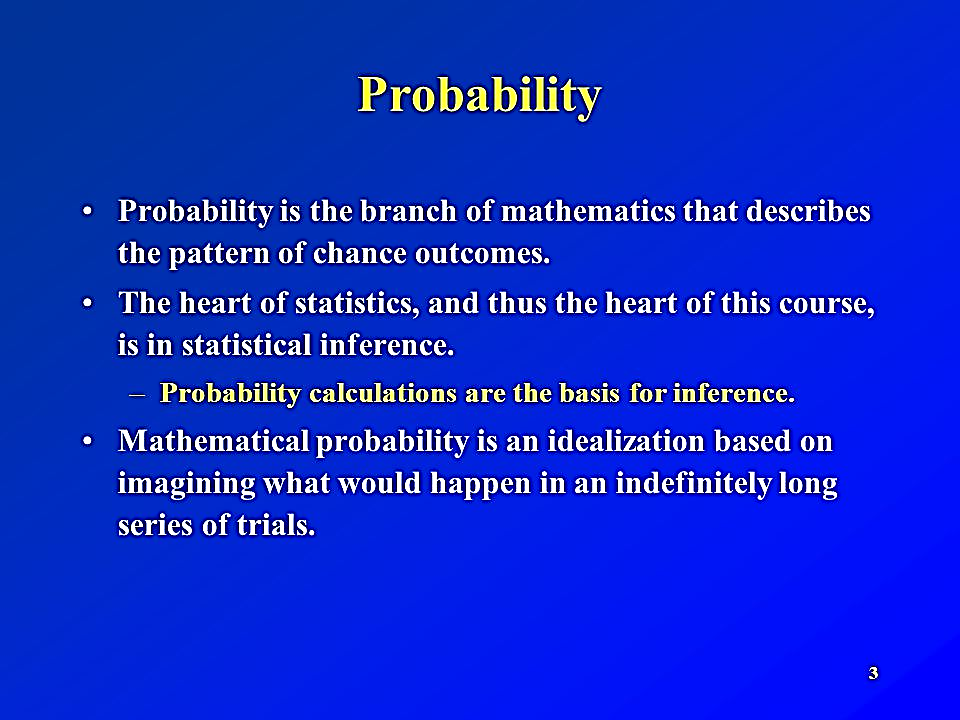 Probability
• Probability is the branch of mathematics that describes
the pattern of chance outcomes.
• The heart of statistics, and thus the heart of this course,
is in statistical inference.
– Probability calculations are the basis for inference.
• Mathematical probability is an idealization based on
imagining what would happen in an indefinitely long
series of trials.
3